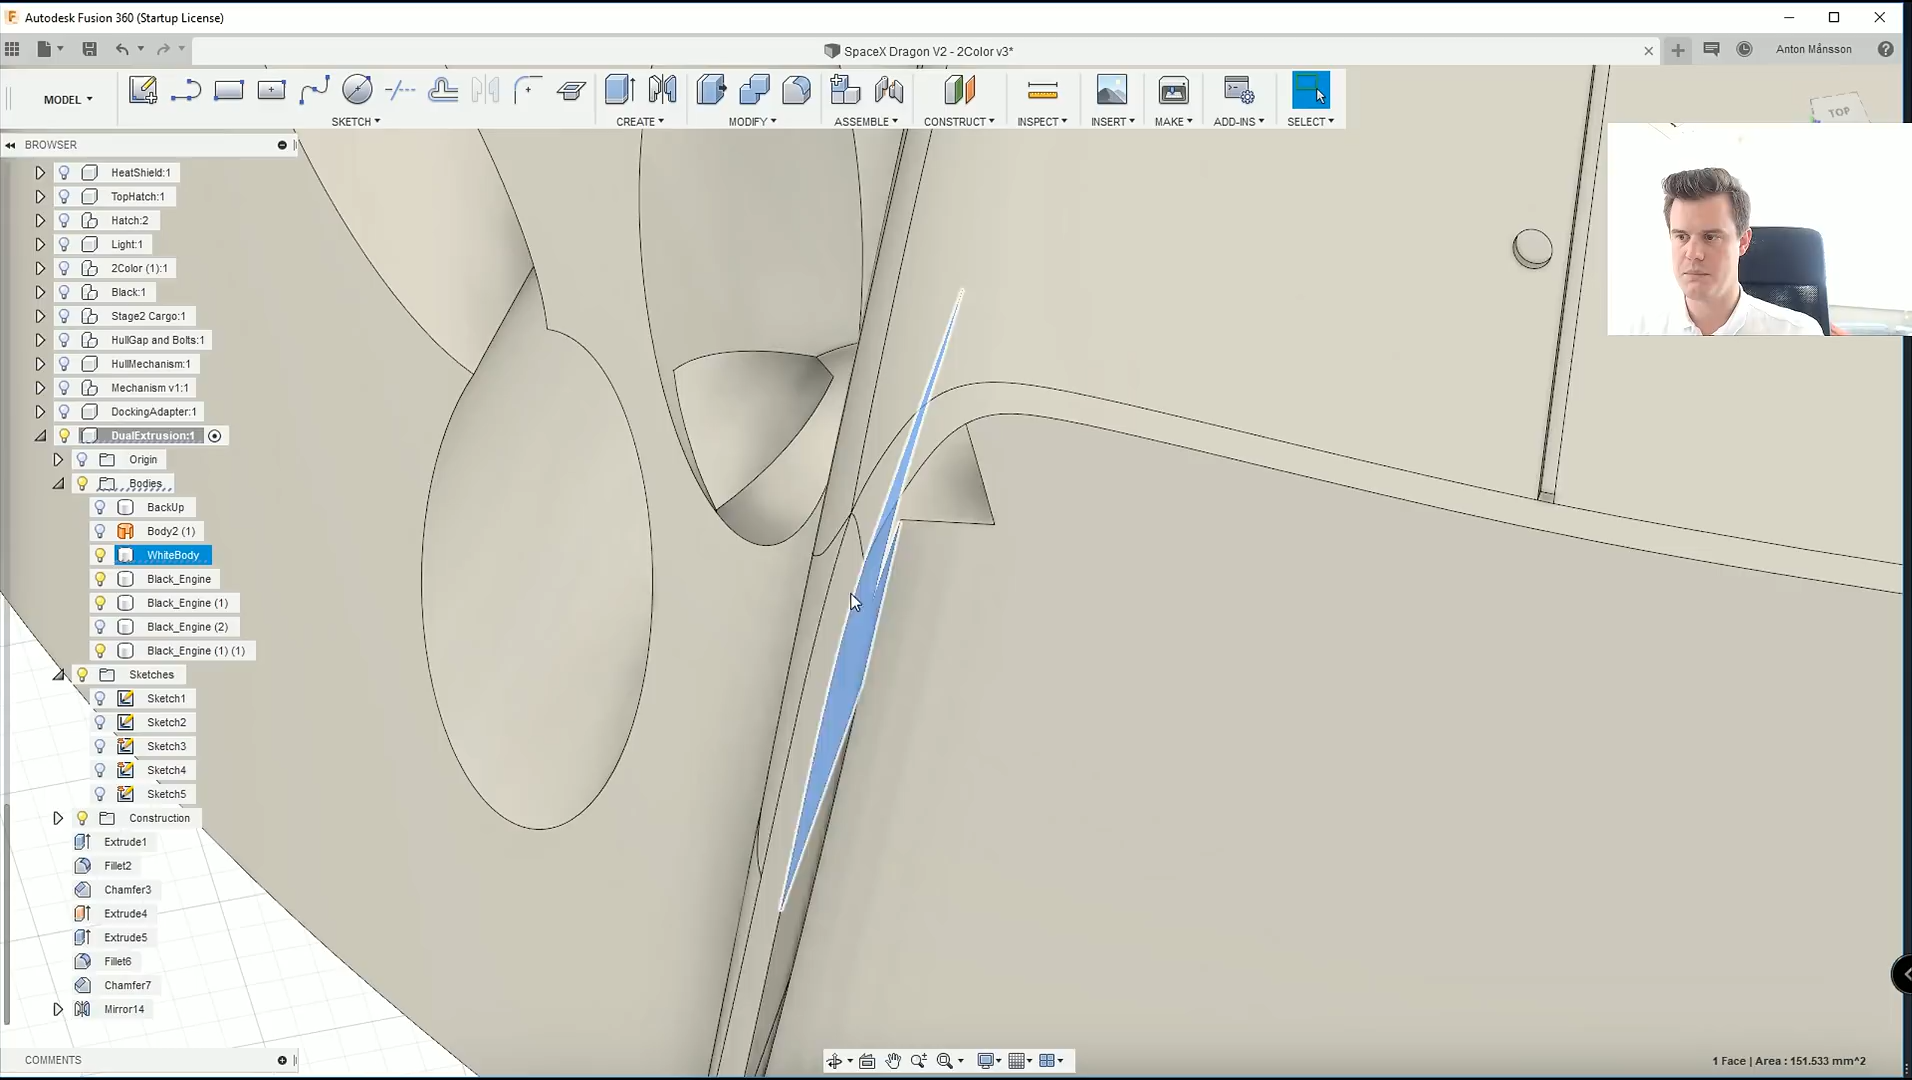 Autodesk Fusion 360 (Startup License)
SpaceX Dragon V2 - 2Color v3*
Anton Månsson
MODEL
SKETCH
CREATE
MODIFY
ASSEMBLE
CONSTRUCT
INSPECT
INSERT
MAKE
ADD-INS
SELECT
TOP
BROWSER
HeatShield:1
TopHatch:1
Hatch:2
Light:1
2Color (1):1
Black:1
Stage2 Cargo:1
HullGap and Bolts:1
HullMechanism:1
Mechanism v1:1
DockingAdapter:1
DualExtrusion:1
Origin
Bodies
BackUp
Body2 (1)
WhiteBody
Black_Engine
Black_Engine (1)
Black_Engine (2)
Black_Engine (1) (1)
Sketches
Sketch1
Sketch2
Sketch3
Sketch4
Sketch5
Construction
Extrude1
Fillet2
Chamfer3
Extrude4
Extrude5
Fillet6
Chamfer7
Mirror14
COMMENTS
1 Face | Area : 151.533 mm^2